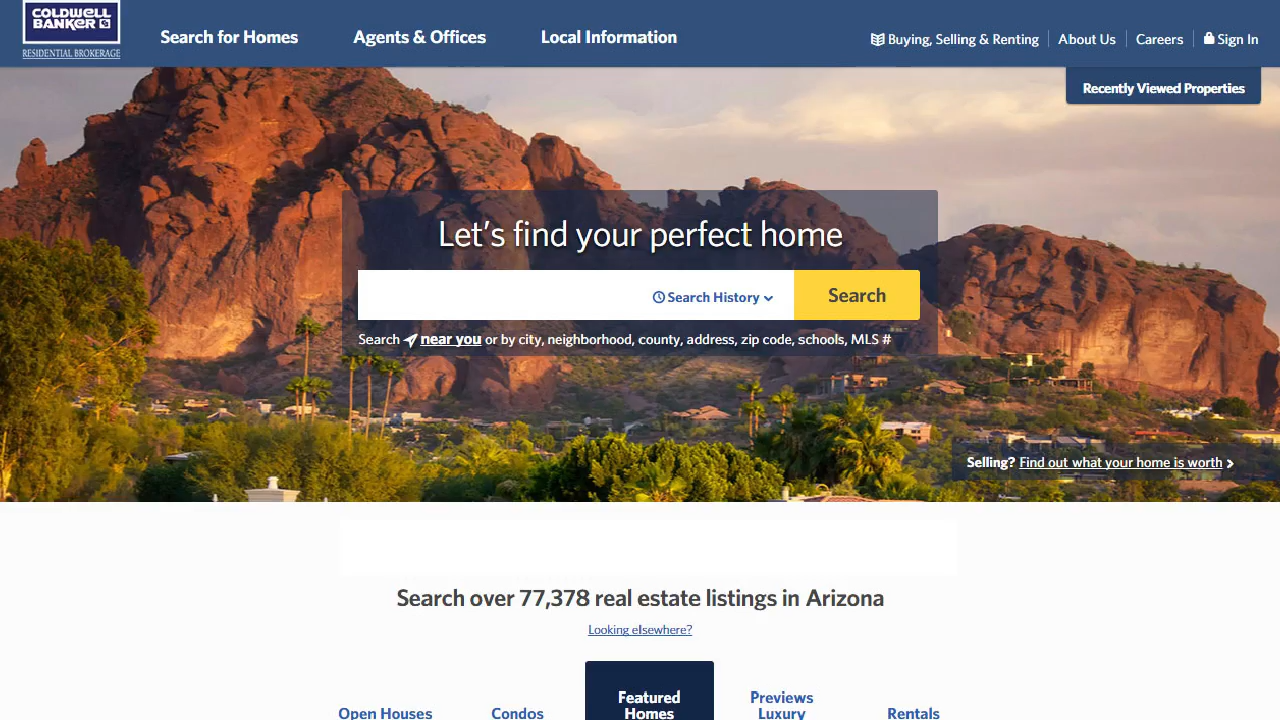 COLDWELL
BANKER
RESIDENTIAL BROKERAGE
Search for Homes
Agents & Offices
Local Information
Buying, Selling & Renting
About Us
Careers
Sign In
Recently Viewed Properties
Let's find your perfect home
Search History
Search
Search near you or by city, neighborhood, county, address, zip code, schools, MLS #
Selling? Find out what your home is worth
Search over 77,378 real estate listings in Arizona
Looking elsewhere?
Open Houses
Condos
Featured
Homes
Previews
Luxury
Rentals